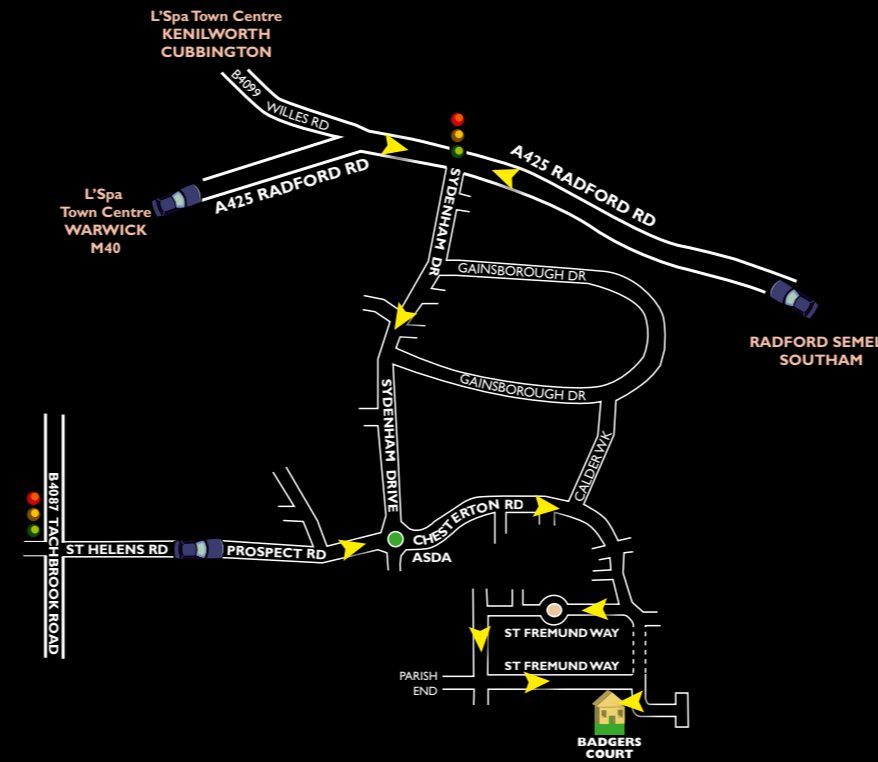 L'Spa Town Centre
KENILWORTH
CUBBINGTON
B4099
WILLES RD
A425 RADFORD RD
L'Spa
Town Centre
WARWICK
M40
A425 RADFORD RD
SYDENHAM DR
GAINSBOROUGH DR
RADFORD SEMEL
SOUTHAM
GAINSBOROUGH DR
SYDENHAM DRIVE
CALDER WK
B4087 TACHBROOK ROAD
CHESTERTON RD
ST HELENS RD
PROSPECT RD
ASDA
ST FREMUND WAY
ST FREMUND WAY
PARISH
END
BADGERS
COURT